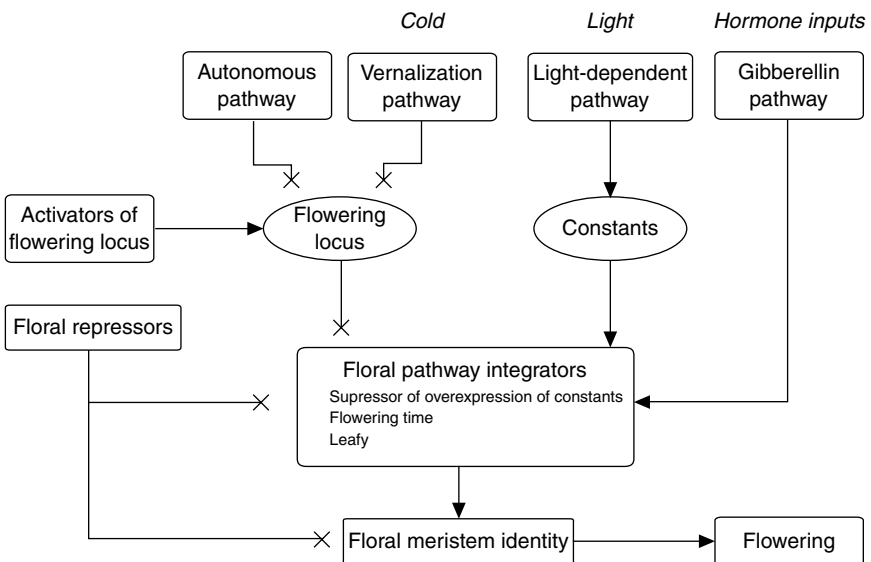 Cold
Light
Hormone inputs
Autonomous
pathway
Vernalization
pathway
Light-dependent
pathway
Gibberellin
pathway
Activators of
flowering locus
Flowering
locus
Constants
Floral repressors
Floral pathway integrators
Supressor of overexpression of constants
Flowering time
Leafy
Floral meristem identity
Flowering